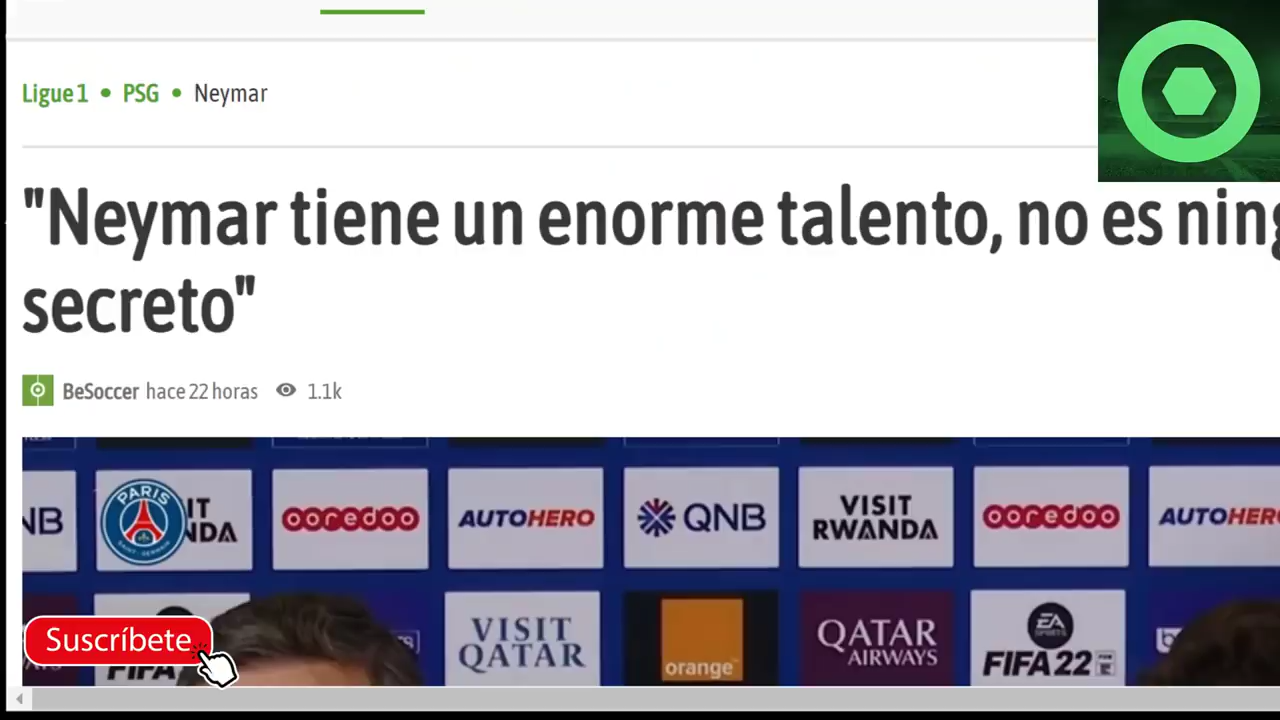 Ligue 1 • PSG • Neymar
"Neymar tiene un enorme talento, no es
secreto"
BeSoccer hace 22 horas 1.1k
NB PARIS SAINT-GERMAIN IT NDA ooredoo AUTOHERO QNB VISIT RWANDA ooredoo AUTOHERO
Suscríbete FIFA VISIT QATAR orange QATAR AIRWAYS EA SPORTS FIFA 22